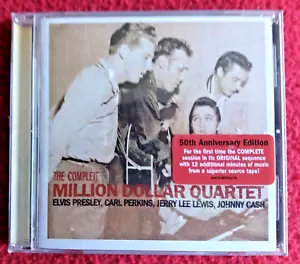 50th Anniversary Edition
For the first time the COMPLETE
session in its ORIGINAL sequence
with 12 additional minutes of music
from a superior source tape!
THE COMPLETE
MILLION DOLLAR QUARTET
ELVIS PRESLEY, CARL PERKINS, JERRY LEE LEWIS, JOHNNY CASH